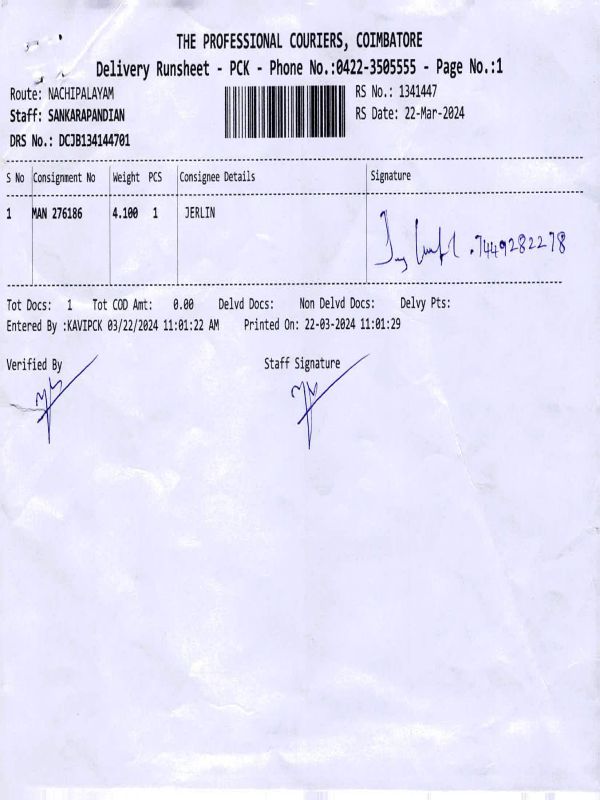 THE PROFESSIONAL COURIERS, COIMBATORE
Delivery Runsheet - PCK - Phone No.:0422-3505555 - Page No.:1
Route: NACHIPALAYAM RS No.: 1341447
Staff: SANKARAPANDIAN RS Date: 22-Mar-2024
DRS No.: DCJB134144701
S No Consignment No Weight PCS Consignee Details Signature
1 MAN 276186 4.100 1 JERLIN
.7449282278
Tot Docs: 1 Tot COD Amt: 0.00 Delvd Docs: Non Delvd Docs: Delvy Pts:
Entered By :KAVIPCK 03/22/2024 11:01:22 AM Printed On: 22-03-2024 11:01:29
Verified By Staff Signature